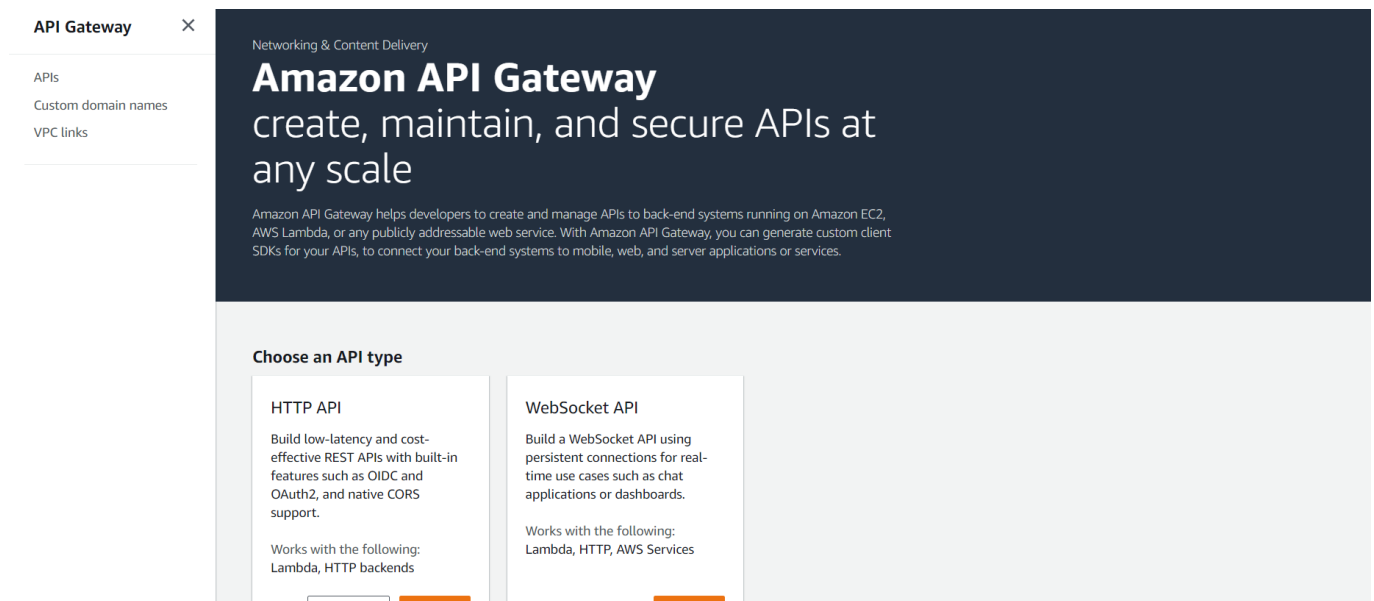 API Gateway
APIs
Custom domain names
VPC links
Networking & Content Delivery
Amazon API Gateway
create, maintain, and secure APIs at
any scale
Amazon API Gateway helps developers to create and manage APIs to back-end systems running on Amazon EC2,
AWS Lambda, or any publicly addressable web service. With Amazon API Gateway, you can generate custom client
SDKs for your APIs, to connect your back-end systems to mobile, web, and server applications or services.
Choose an API type
HTTP API
Build low-latency and cost-
effective REST APIs with built-in
features such as OIDC and
OAuth2, and native CORS
support.
Works with the following:
Lambda, HTTP backends
WebSocket API
Build a WebSocket API using
persistent connections for real-
time use cases such as chat
applications or dashboards.
Works with the following:
Lambda, HTTP, AWS Services